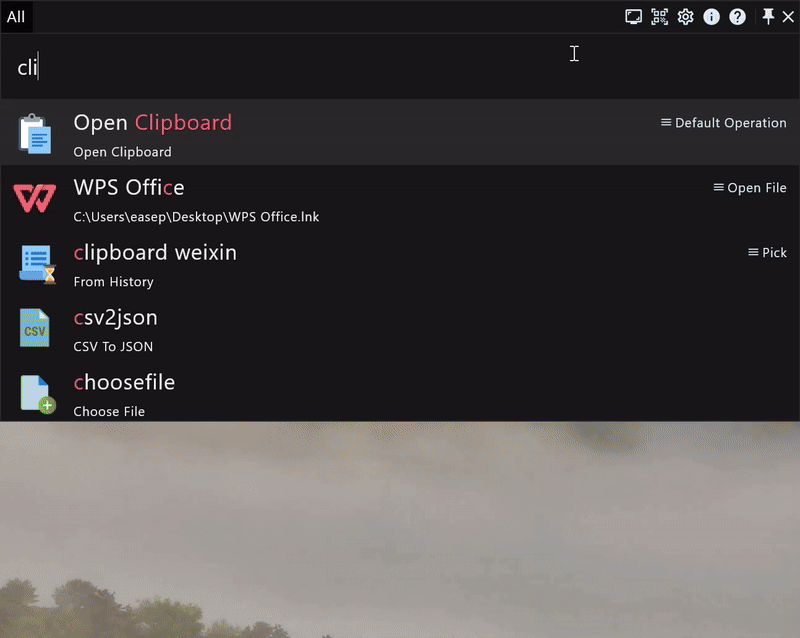 All
cli
Open Clipboard
Default Operation
Open Clipboard
WPS Office
Open File
C:\Users\easep\Desktop\WPS Office.lnk
clipboard weixin
Pick
From History
csv2json
CSV
CSV To JSON
choosefile
Choose File